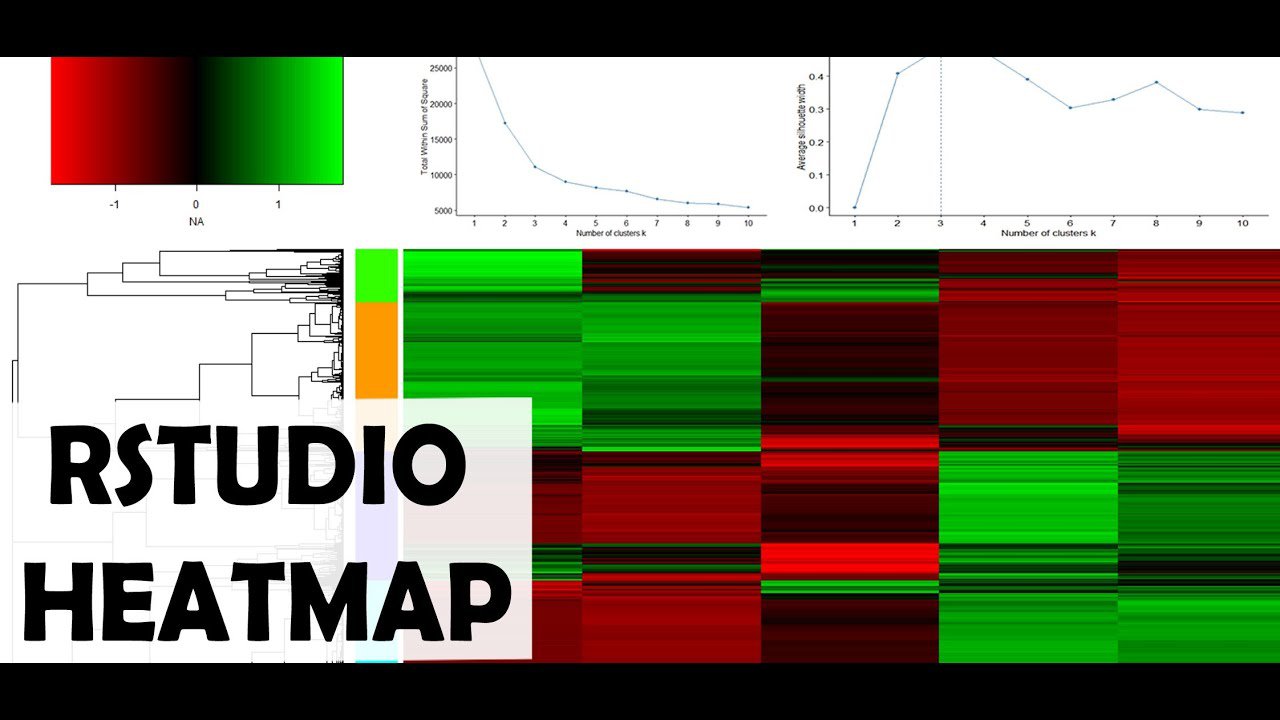 -1 0 1
NA
25000
20000
15000
10000
5000
Total Within Sum of Square
1 2 3 4 5 6 7 8 9 10
Number of clusters k
0.4
0.3
0.2
0.1
0.0
Average silhouette width
1 2 3 4 5 6 7 8 9 10
Number of clusters k
RSTUDIO
HEATMAP